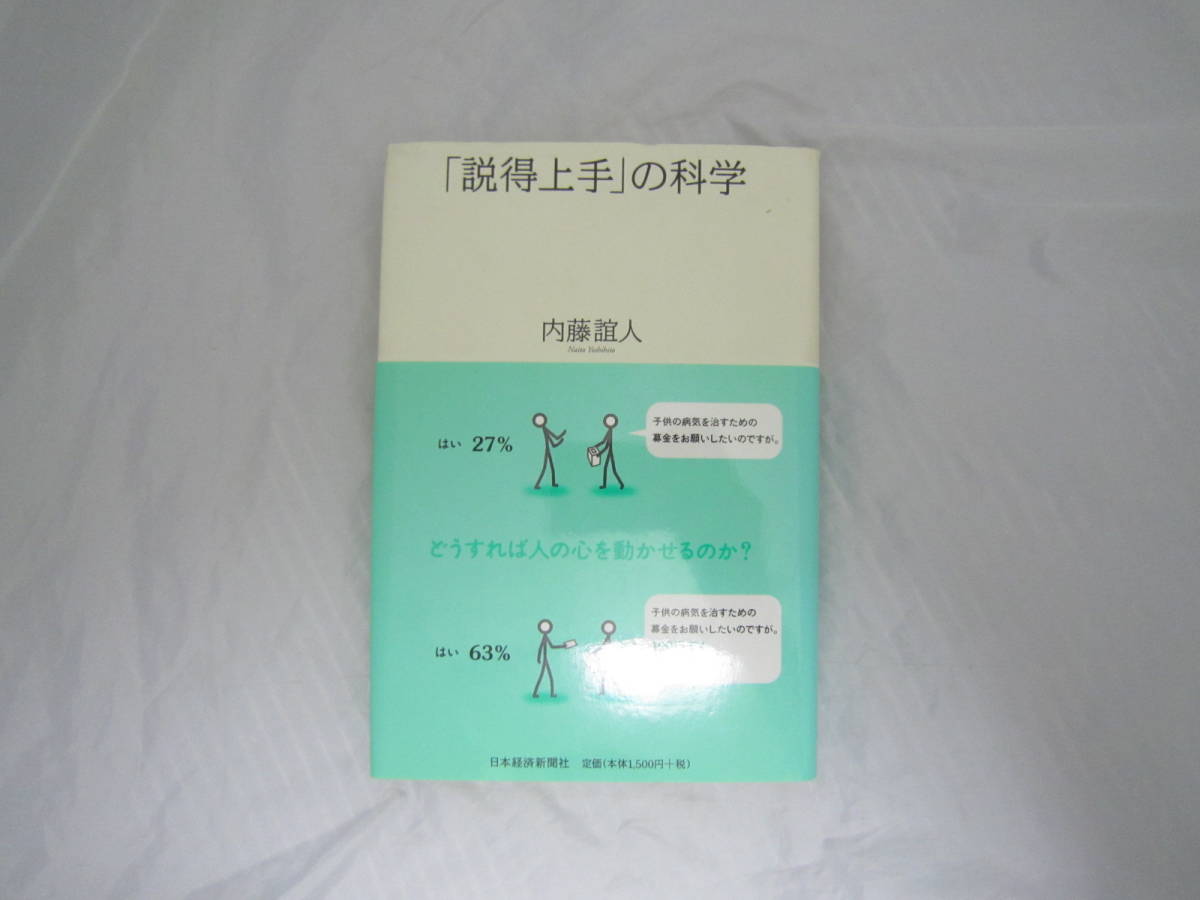 「説得上手」の科学
内藤誼人
Naito Yoshihito
子供の病気を治すための
募金をお願いしたいのですが。
はい 27%
どうすれば人の心を動かせるのか?
子供の病気を治すための
募金をお願いしたいのですが。
はい 63%
日本経済新聞社 定価(本体1,500円+税)